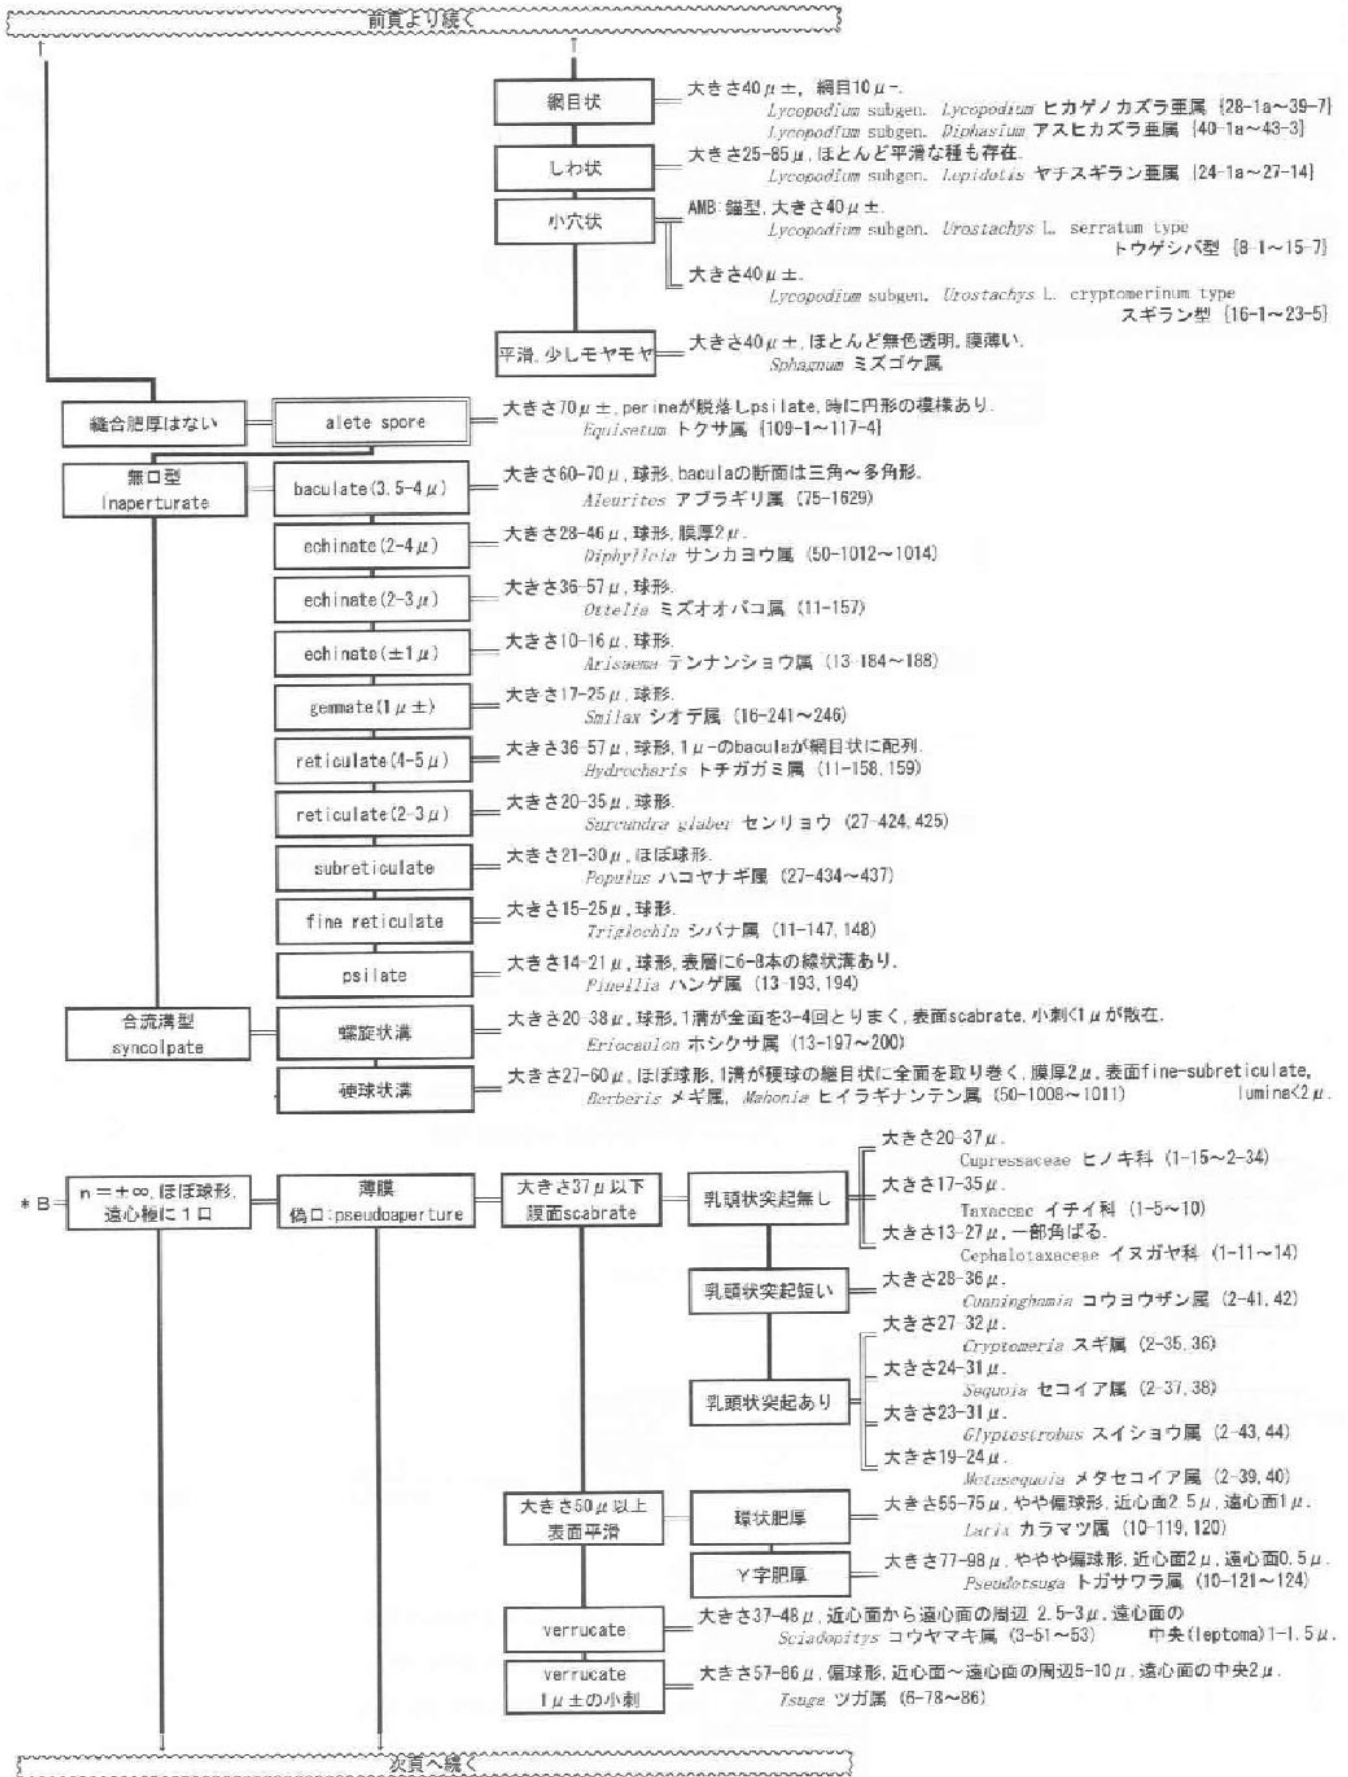 前頁より続く
網目状
大きさ40μ±, 網目10μ-.
Lycopodium subgen. Lycopodium ヒカゲノカズラ亜属 {28-1a～39-7}
Lycopodium subgen. Diphasium アスヒカズラ亜属 {40-1a～43-3}
しわ状
大きさ25-85μ, ほとんど平滑な種も存在.
Lycopodium subgen. Lepidotis ヤチスギラン亜属 {24-1a～27-14}
小穴状
AMB:錨型, 大きさ40μ±.
Lycopodium subgen. Urostachys L. serratum type
トウゲシバ型 {8-1～15-7}
大きさ40μ±.
Lycopodium subgen. Urostachys L. cryptomerinum type
スギラン型 {16-1～23-5}
平滑, 少しモヤモヤ
大きさ40μ±, ほとんど無色透明, 膜薄い.
Sphagnum ミズゴケ属
縫合肥厚はない
alete spore
大きさ70μ±, perineが脱落しpsilate, 時に円形の模様あり.
Equisetum トクサ属 {109-1～117-4}
無口型
Inaperturate
baculate(3.5-4μ)
大きさ60-70μ, 球形, baculaの断面は三角～多角形.
Aleurites アブラギリ属 (75-1629)
echinate(2-4μ)
大きさ28-46μ, 球形, 膜厚2μ.
Diphylleia サンカヨウ属 (50-1012～1014)
echinate(2-3μ)
大きさ36-57μ, 球形.
Ottelia ミズオオバコ属 (11-157)
echinate(±1μ)
大きさ10-16μ, 球形.
Arisaema テンナンショウ属 (13-184～188)
gemmate(1μ±)
大きさ17-25μ, 球形.
Smilax シオデ属 (16-241～246)
reticulate(4-5μ)
大きさ36-57μ, 球形, 1μ-のbaculaが網目状に配列.
Hydrocharis トチガガミ属 (11-158, 159)
reticulate(2-3μ)
大きさ20-35μ, 球形.
Surcundra glaber センリョウ (27-424, 425)
subreticulate
大きさ21-30μ, ほぼ球形.
Populus ハコヤナギ属 (27-434～437)
fine reticulate
大きさ15-25μ, 球形.
Triglochin シバナ属 (11-147, 148)
psilate
大きさ14-21μ, 球形, 表層に6-8本の線状溝あり.
Pinellia ハンゲ属 (13-193, 194)
合流溝型
syncolpate
螺旋状溝
大きさ20-38μ, 球形, 1溝が全面を3-4回とりまく, 表面scabrate, 小刺<1μが散在.
Eriocaulon ホシクサ属 (13-197～200)
硬球状溝
大きさ27-60μ, ほぼ球形, 1溝が硬球の継目状に全面を取り巻く, 膜厚2μ, 表面fine-subreticulate,
Berberis メギ属, Mahonia ヒイラギナンテン属 (50-1008～1011) lumina<2μ.
*B
n=±∞, ほぼ球形,
遠心極に1口
薄膜
偽口:pseudoaperture
大きさ37μ以下
膜面scabrate
乳頭状突起無し
大きさ20-37μ.
Cupressaceae ヒノキ科 (1-15～2-34)
大きさ17-35μ.
Taxaceae イチイ科 (1-5～10)
大きさ13-27μ, 一部角ばる.
Cephalotaxaceae イヌガヤ科 (1-11～14)
乳頭状突起短い
大きさ28-36μ.
Cunninghamia コウヨウザン属 (2-41, 42)
乳頭状突起あり
大きさ27-32μ.
Cryptomeria スギ属 (2-35, 36)
大きさ24-31μ.
Sequoia セコイア属 (2-37, 38)
大きさ23-31μ.
Glyptostrobus スイショウ属 (2-43, 44)
大きさ19-24μ.
Metasequoia メタセコイア属 (2-39, 40)
大きさ50μ以上
表面平滑
環状肥厚
大きさ55-75μ, やや偏球形, 近心面2.5μ, 遠心面1μ.
Larix カラマツ属 (10-119, 120)
Y字肥厚
大きさ77-98μ, ややや偏球形, 近心面2μ, 遠心面0.5μ.
Pseudotsuga トガサワラ属 (10-121～124)
verrucate
大きさ37-48μ, 近心面から遠心面の周辺 2.5-3μ, 遠心面の
Sciadopitys コウヤマキ属 (3-51～53) 中央(leptoma)1-1.5μ.
verrucate
1μ±の小刺
大きさ57-86μ, 偏球形, 近心面～遠心面の周辺5-10μ, 遠心面の中央2μ.
Tsuga ツガ属 (6-78～86)
次頁へ続く